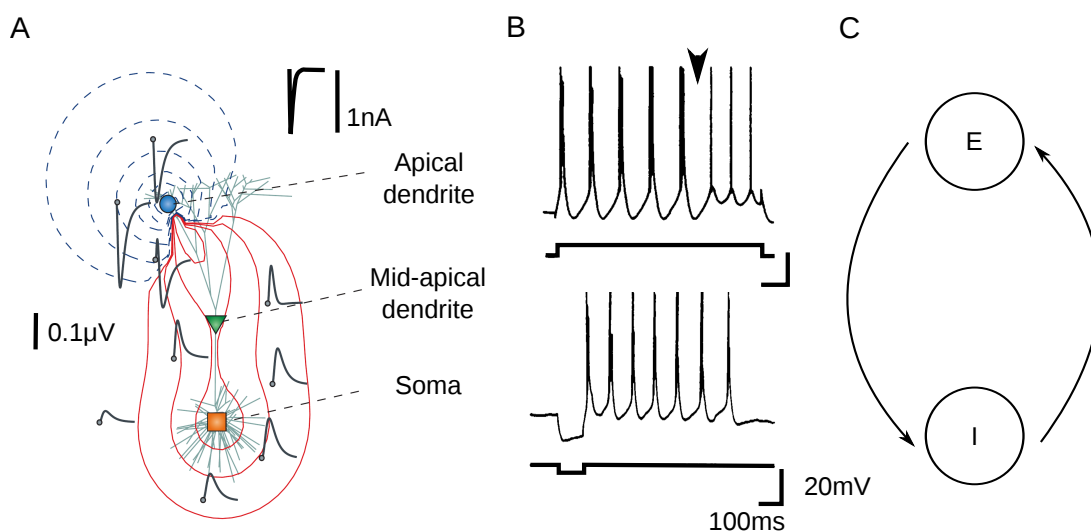 A
B
C
1nA
Apical
dendrite
Mid-apical
dendrite
0.1µV
Soma
E
I
20mV
100ms